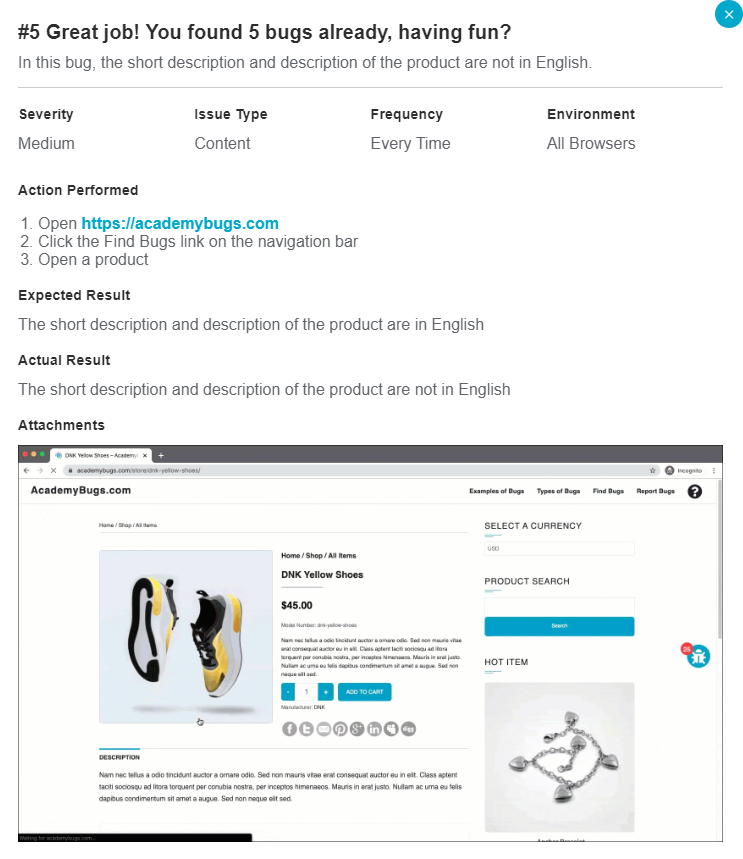 #5 Great job! You found 5 bugs already, having fun?
In this bug, the short description and description of the product are not in English.
Severity
Issue Type
Frequency
Environment
Medium
Content
Every Time
All Browsers
Action Performed
1. Open https://academybugs.com
2. Click the Find Bugs link on the navigation bar
3. Open a product
Expected Result
The short description and description of the product are in English
Actual Result
The short description and description of the product are not in English
Attachments
DNK Yellow Shoes – Academy
academybugs.com/store/dnk-yellow-shoes/
Incognito
AcademyBugs.com
Examples of Bugs
Types of Bugs
Find Bugs
Report Bugs
?
Home / Shop / All Items
Home / Shop / All Items
DNK Yellow Shoes
$45.00
Model Number: dnk-yellow-shoes
Nam nec tellus a odio tincidunt auctor a ornare odio. Sed non mauris vitae
erat consequat auctor eu in elit. Class aptent taciti sociosqu ad litora
torquent per conubia nostra, per inceptos himenaeos. Mauris in erat justo.
Nullam ac urna eu felis dapibus condimentum sit amet a augue. Sed non
neque elit sed.
- 1 + ADD TO CART
Manufacturer: DNK
DESCRIPTION
Nam nec tellus a odio tincidunt auctor a ornare odio. Sed non mauris vitae erat consequat auctor eu in elit. Class aptent
taciti sociosqu ad litora torquent per conubia nostra, per inceptos himenaeos. Mauris in erat justo. Nullam ac urna eu felis
dapibus condimentum sit amet a augue. Sed non neque elit sed.
SELECT A CURRENCY
USD
PRODUCT SEARCH
Search
HOT ITEM
25
Anchor Bracelet
Waiting for academybugs.com...